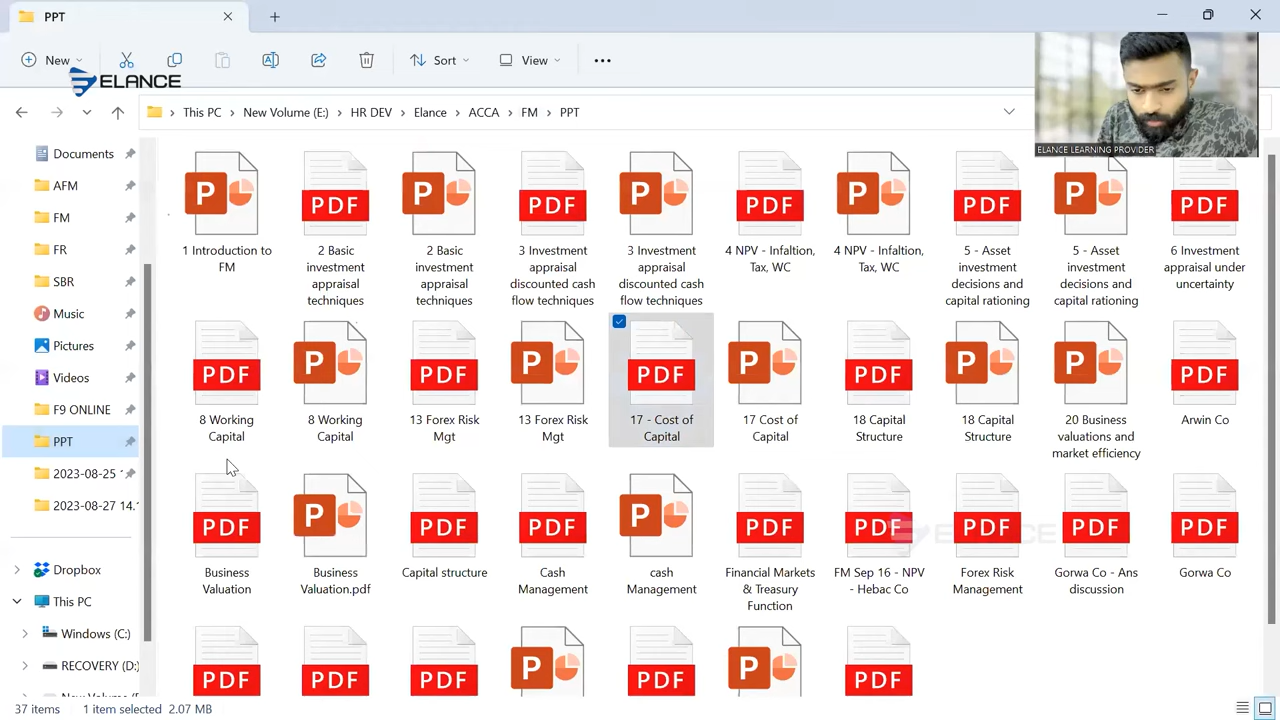 PPT
New
Sort
View
ELANCE
This PC
New Volume (E:)
HR DEV
Elance
ACCA
FM
PPT
ELANCE LEARNING PROVIDER
Documents
AFM
FM
FR
SBR
Music
Pictures
Videos
F9 ONLINE
PPT
2023-08-25 1
2023-08-27 14.1
Dropbox
This PC
Windows (C:)
RECOVERY (D:)
1 Introduction to
FM
2 Basic
investment
appraisal
techniques
2 Basic
investment
appraisal
techniques
3 Investment
appraisal
discounted cash
flow techniques
3 Investment
appraisal
discounted cash
flow techniques
4 NPV - Infaltion,
Tax, WC
4 NPV - Infaltion,
Tax, WC
5 - Asset
investment
decisions and
capital rationing
5 - Asset
investment
decisions and
capital rationing
6 Investment
appraisal under
uncertainty
P
PDF
P
PDF
P
PDF
P
PDF
P
PDF
8 Working
Capital
8 Working
Capital
13 Forex Risk
Mgt
13 Forex Risk
Mgt
17 - Cost of
Capital
17 Cost of
Capital
18 Capital
Structure
18 Capital
Structure
20 Business
valuations and
market efficiency
Arwin Co
PDF
P
PDF
P
PDF
P
PDF
P
P
PDF
Business
Valuation
Business
Valuation.pdf
Capital structure
Cash
Management
cash
Management
Financial Markets
& Treasury
Function
FM Sep 16 - NPV
- Hebac Co
Forex Risk
Management
Gorwa Co - Ans
discussion
Gorwa Co
PDF
P
PDF
PDF
P
PDF
PDF
PDF
PDF
PDF
ELANCE
PDF
PDF
PDF
P
PDF
P
PDF
37 items
1 item selected 2.07 MB